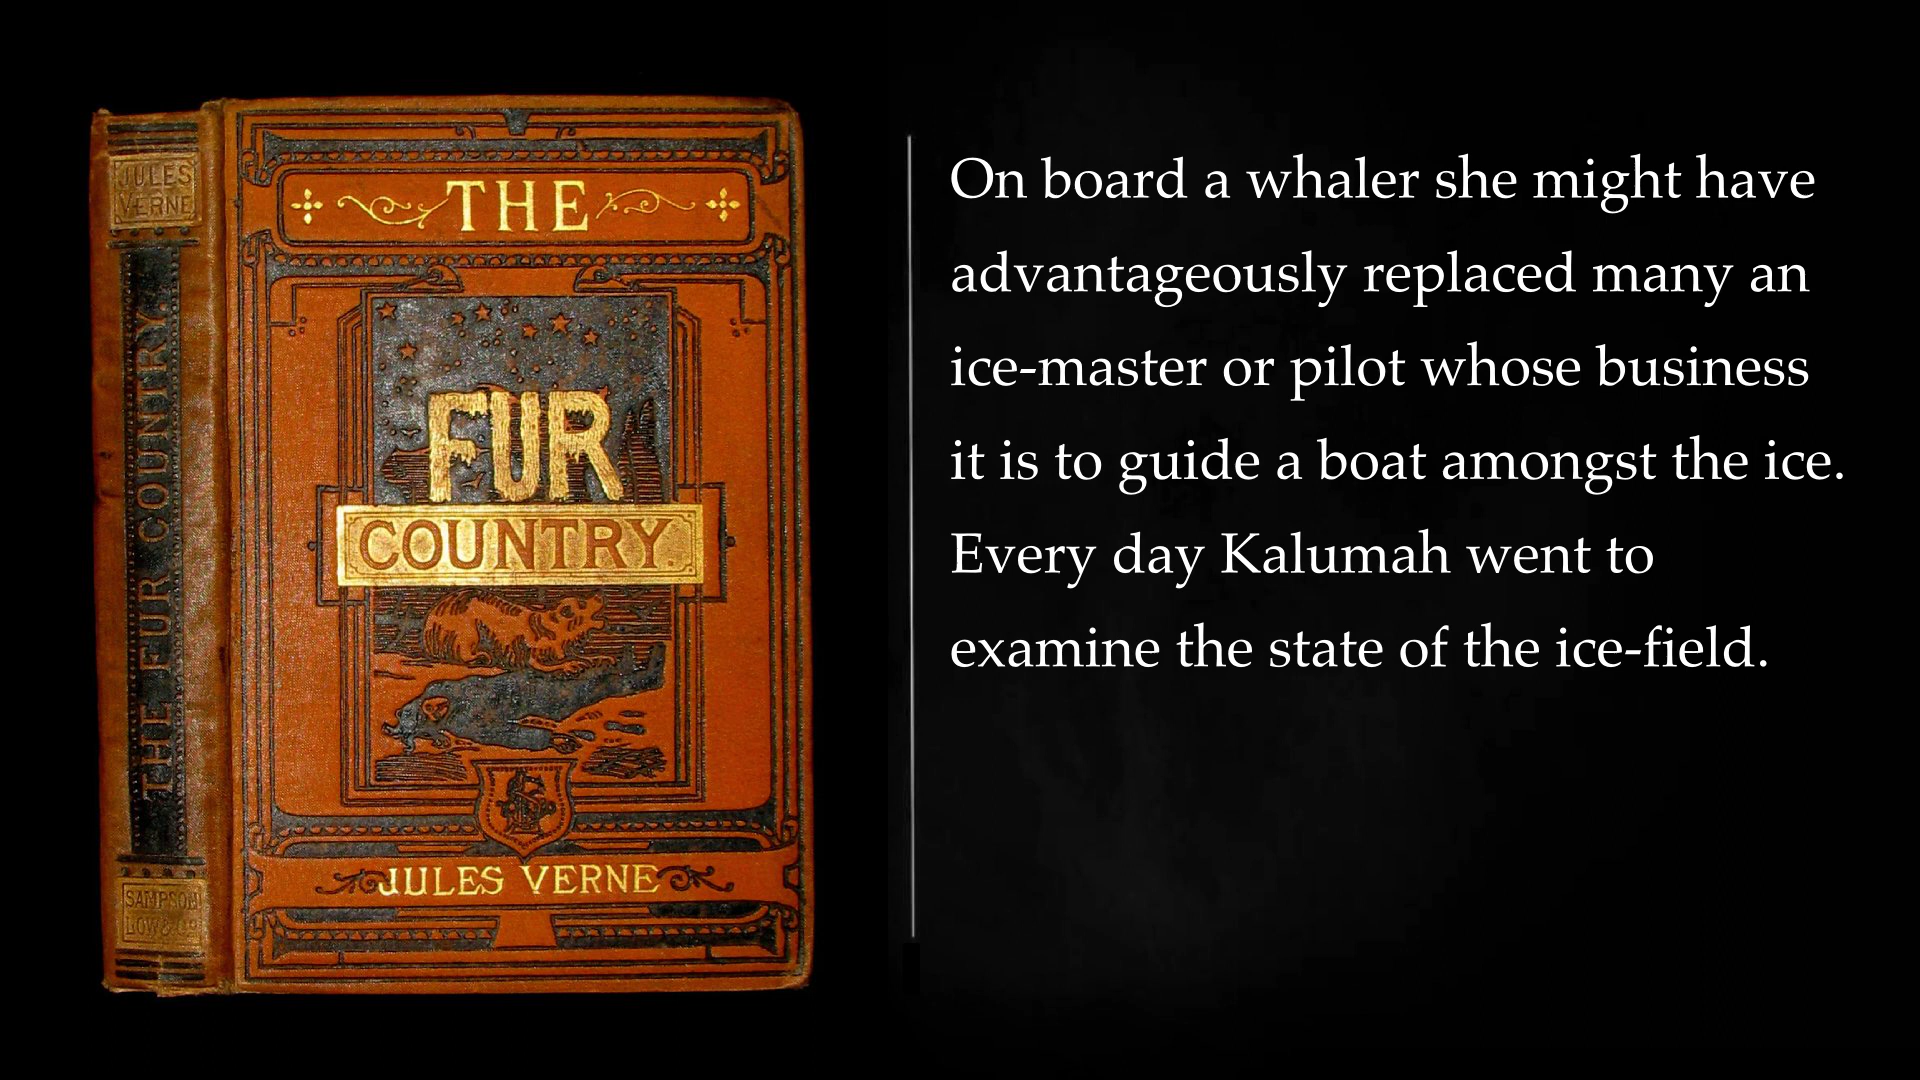 JULES
VERNE
THE FUR COUNTRY.
SAMPSON
LOW & Co
THE
FUR
COUNTRY.
JULES VERNE
On board a whaler she might have
advantageously replaced many an
ice-master or pilot whose business
it is to guide a boat amongst the ice.
Every day Kalumah went to
examine the state of the ice-field.